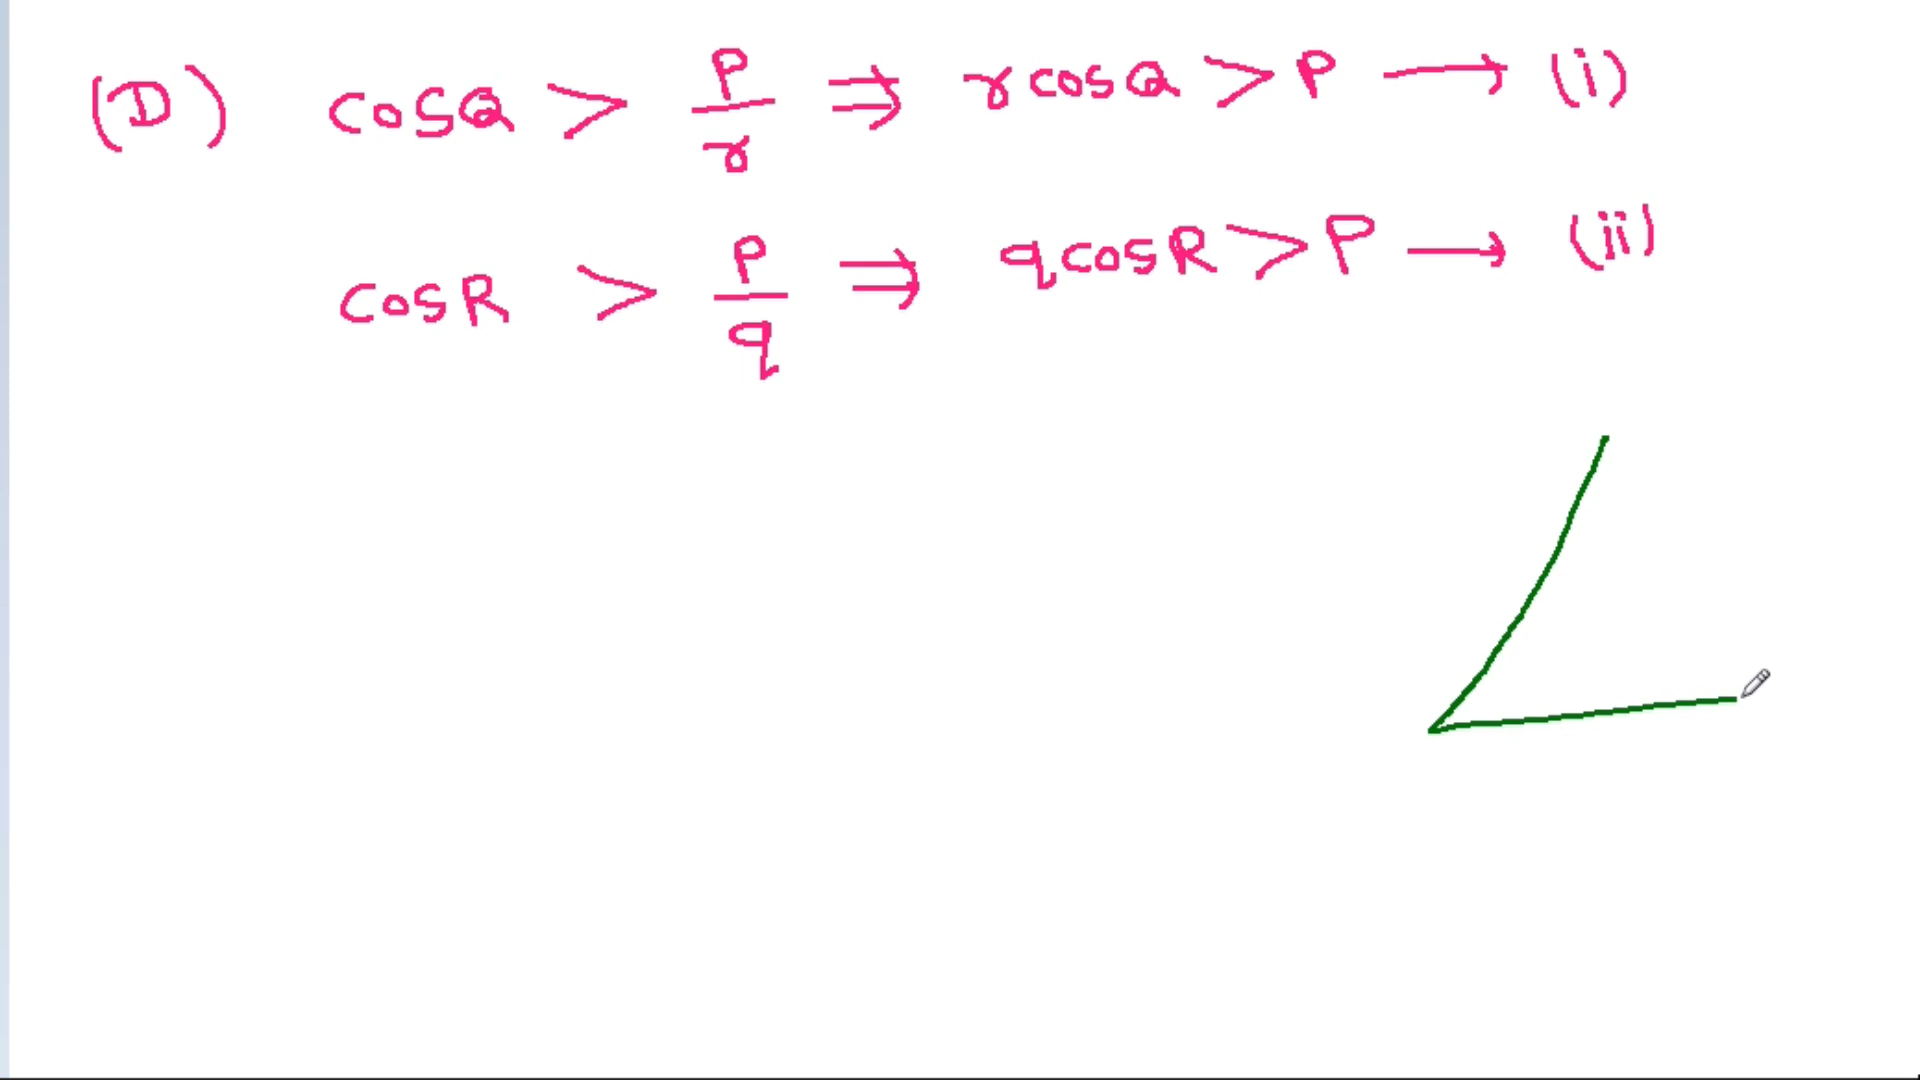 (D) cosQ > p/r ⇒ r cosQ > P → (i)
cosR > p/q ⇒ q cosR > P → (ii)